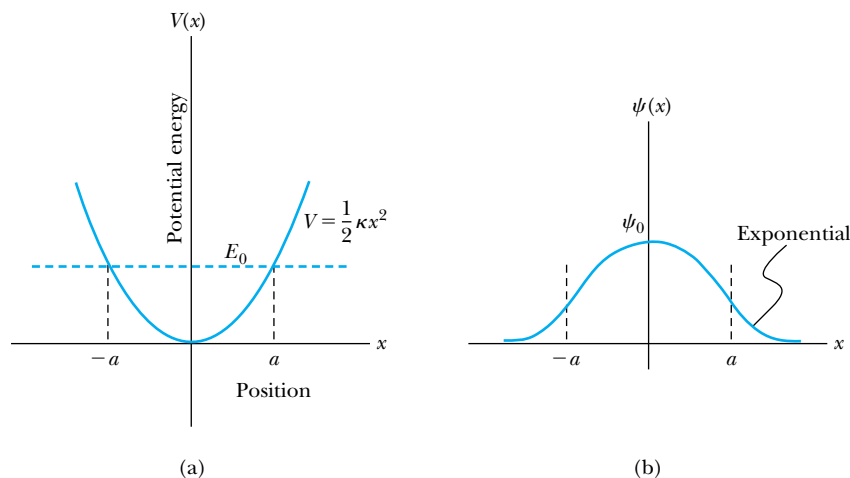 V(x)
Potential energy
V = 1/2 κx²
E₀
−a
a
x
Position
(a)
ψ(x)
ψ₀
Exponential
−a
a
x
(b)